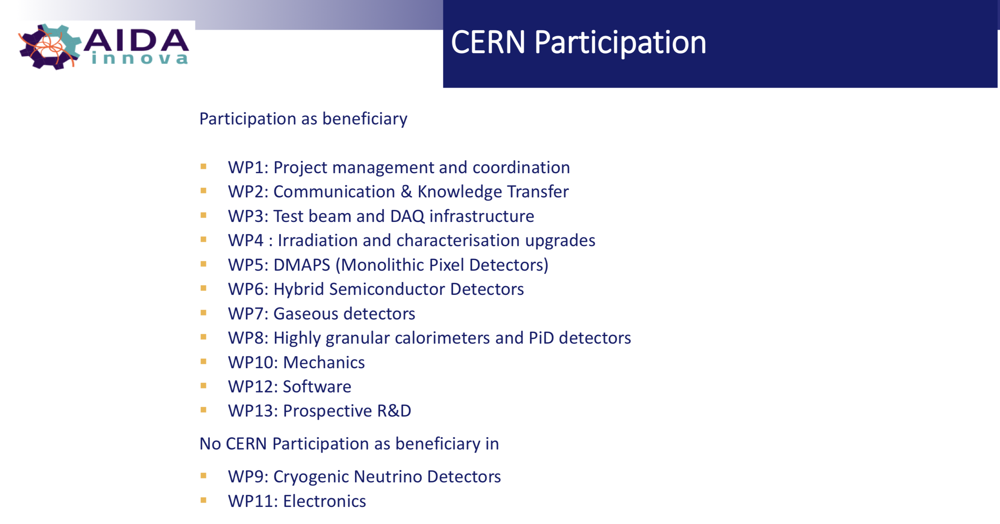 AIDA
innova
CERN Participation
Participation as beneficiary
▪ WP1: Project management and coordination
▪ WP2: Communication & Knowledge Transfer
▪ WP3: Test beam and DAQ infrastructure
▪ WP4 : Irradiation and characterisation upgrades
▪ WP5: DMAPS (Monolithic Pixel Detectors)
▪ WP6: Hybrid Semiconductor Detectors
▪ WP7: Gaseous detectors
▪ WP8: Highly granular calorimeters and PiD detectors
▪ WP10: Mechanics
▪ WP12: Software
▪ WP13: Prospective R&D
No CERN Participation as beneficiary in
▪ WP9: Cryogenic Neutrino Detectors
▪ WP11: Electronics